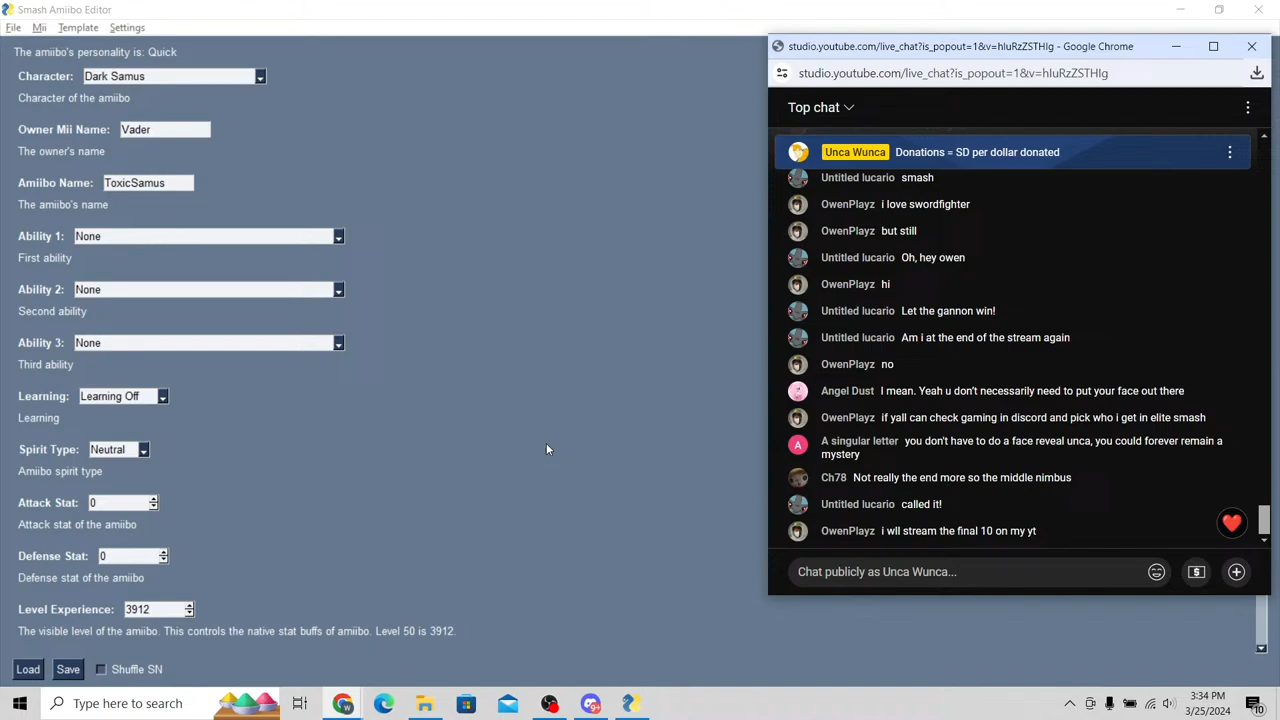 Smash Amiibo Editor
File Mii Template Settings
The amiibo's personality is: Quick
Character: Dark Samus
Character of the amiibo
Owner Mii Name: Vader
The owner's name
Amiibo Name: ToxicSamus
The amiibo's name
Ability 1: None
First ability
Ability 2: None
Second ability
Ability 3: None
Third ability
Learning: Learning Off
Learning
Spirit Type: Neutral
Amiibo spirit type
Attack Stat: 0
Attack stat of the amiibo
Defense Stat: 0
Defense stat of the amiibo
Level Experience: 3912
The visible level of the amiibo. This controls the native stat buffs of amiibo. Level 50 is 3912.
Load Save Shuffle SN
studio.youtube.com/live_chat?is_popout=1&v=hluRzZSTHlg - Google Chrome
studio.youtube.com/live_chat?is_popout=1&v=hluRzZSTHlg
Top chat
Unca Wunca Donations = SD per dollar donated
Untitled lucario smash
OwenPlayz i love swordfighter
OwenPlayz but still
Untitled lucario Oh, hey owen
OwenPlayz hi
Untitled lucario Let the gannon win!
Untitled lucario Am i at the end of the stream again
OwenPlayz no
Angel Dust I mean. Yeah u don't necessarily need to put your face out there
OwenPlayz if yall can check gaming in discord and pick who i get in elite smash
A A singular letter you don't have to do a face reveal unca, you could forever remain a
mystery
Ch78 Not really the end more so the middle nimbus
Untitled lucario called it!
OwenPlayz i wll stream the final 10 on my yt
Chat publicly as Unca Wunca...
Type here to search
9+
3:34 PM
3/25/2024
10